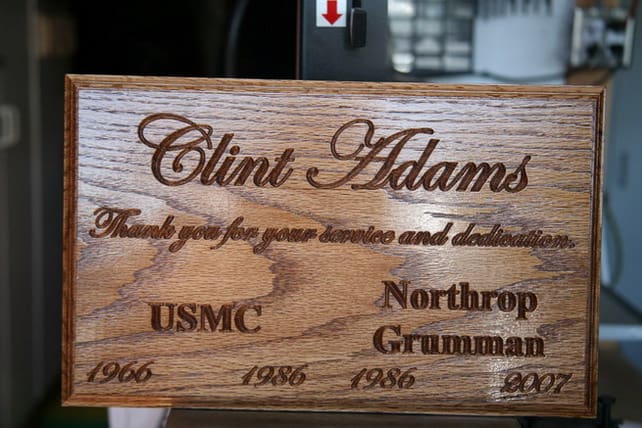 Clint Adams
Thank you for your service and dedication.
USMC
1966 1986
Northrop
Grumman
1986 2007